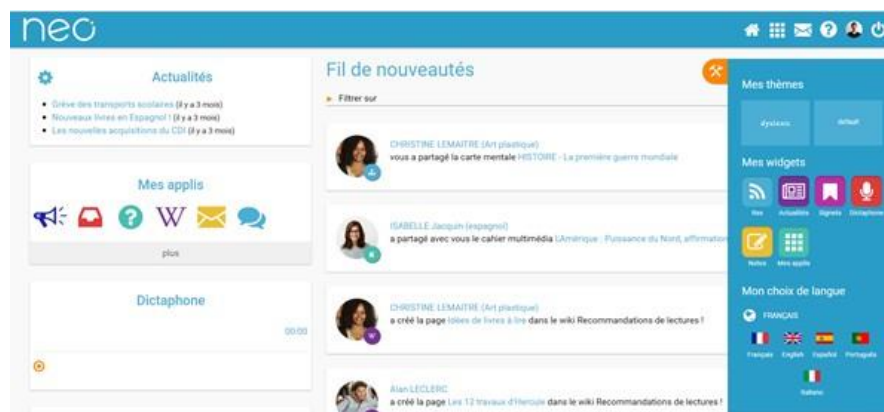 neo
Actualités
Grève des transports scolaires (il y a 3 mois)
Nouveaux livres en Espagnol ! (il y a 3 mois)
Les nouvelles acquisitions du CDI (il y a 3 mois)
Mes applis
plus
Dictaphone
00:00
Fil de nouveautés
Filtrer sur
CHRISTINE LEMAITRE (Art plastique)
vous a partagé la carte mentale HISTOIRE - La première guerre mondiale
ISABELLE Jacquin (espagnol)
a partagé avec vous le cahier multimédia L'Amérique : Puissance du Nord, affirmation
CHRISTINE LEMAITRE (Art plastique)
a créé la page Idées de livres à lire dans le wiki Recommandations de lectures !
Alan LECLERC
a créé la page Les 12 travaux d'Hercule dans le wiki Recommandations de lectures !
Mes thèmes
dyslexic default
Mes widgets
Rss Actualités Signets Dictaphone
Notes Mes applis
Mon choix de langue
FRANÇAIS
Français English Español Português
Italiano